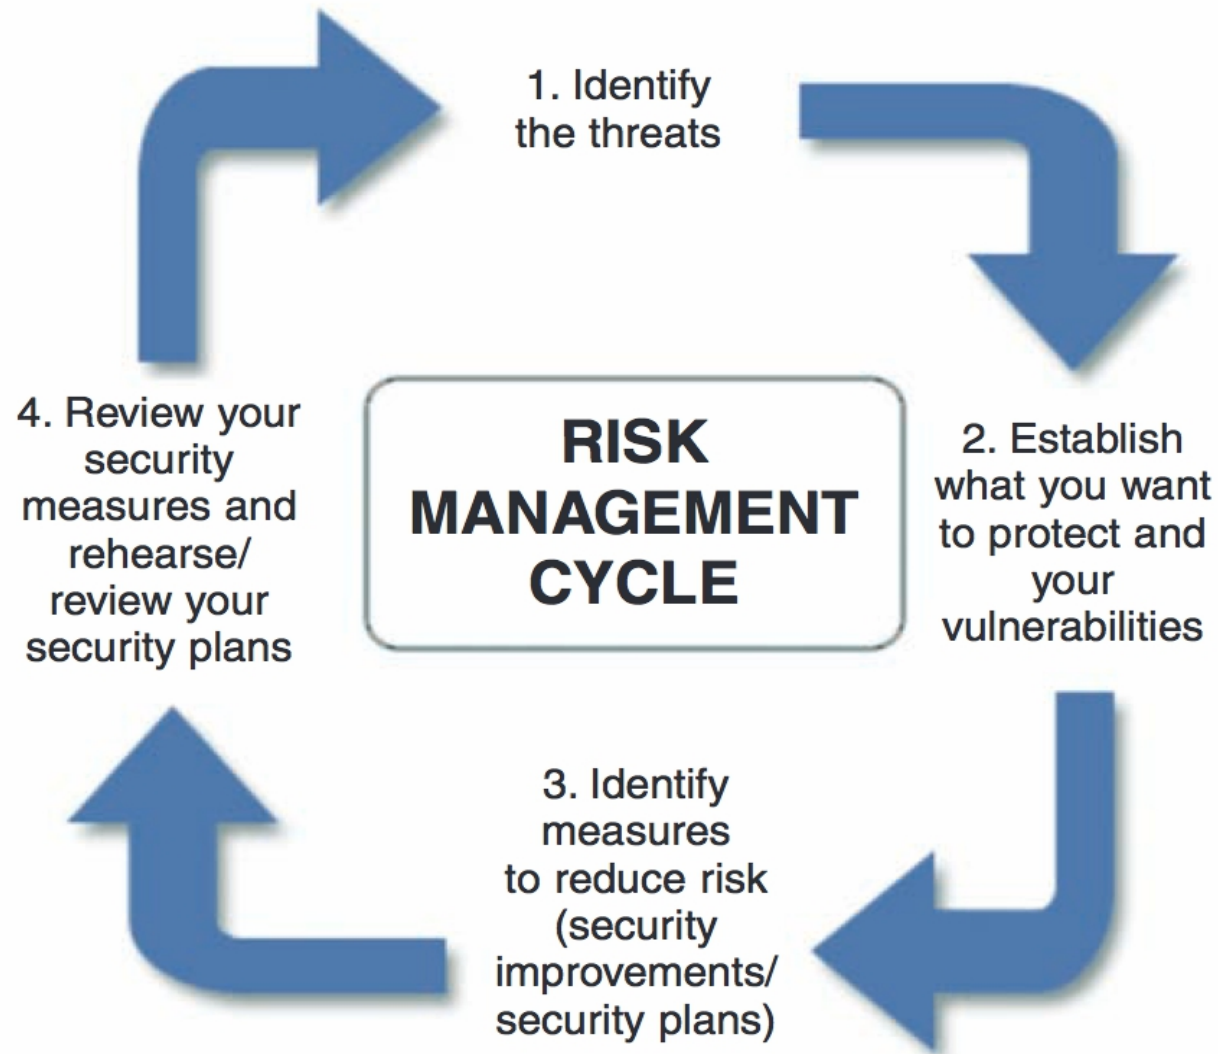 1. Identify
the threats
2. Establish
what you want
to protect and
your
vulnerabilities
3. Identify
measures
to reduce risk
(security
improvements/
security plans)
4. Review your
security
measures and
rehearse/
review your
security plans
RISK
MANAGEMENT
CYCLE